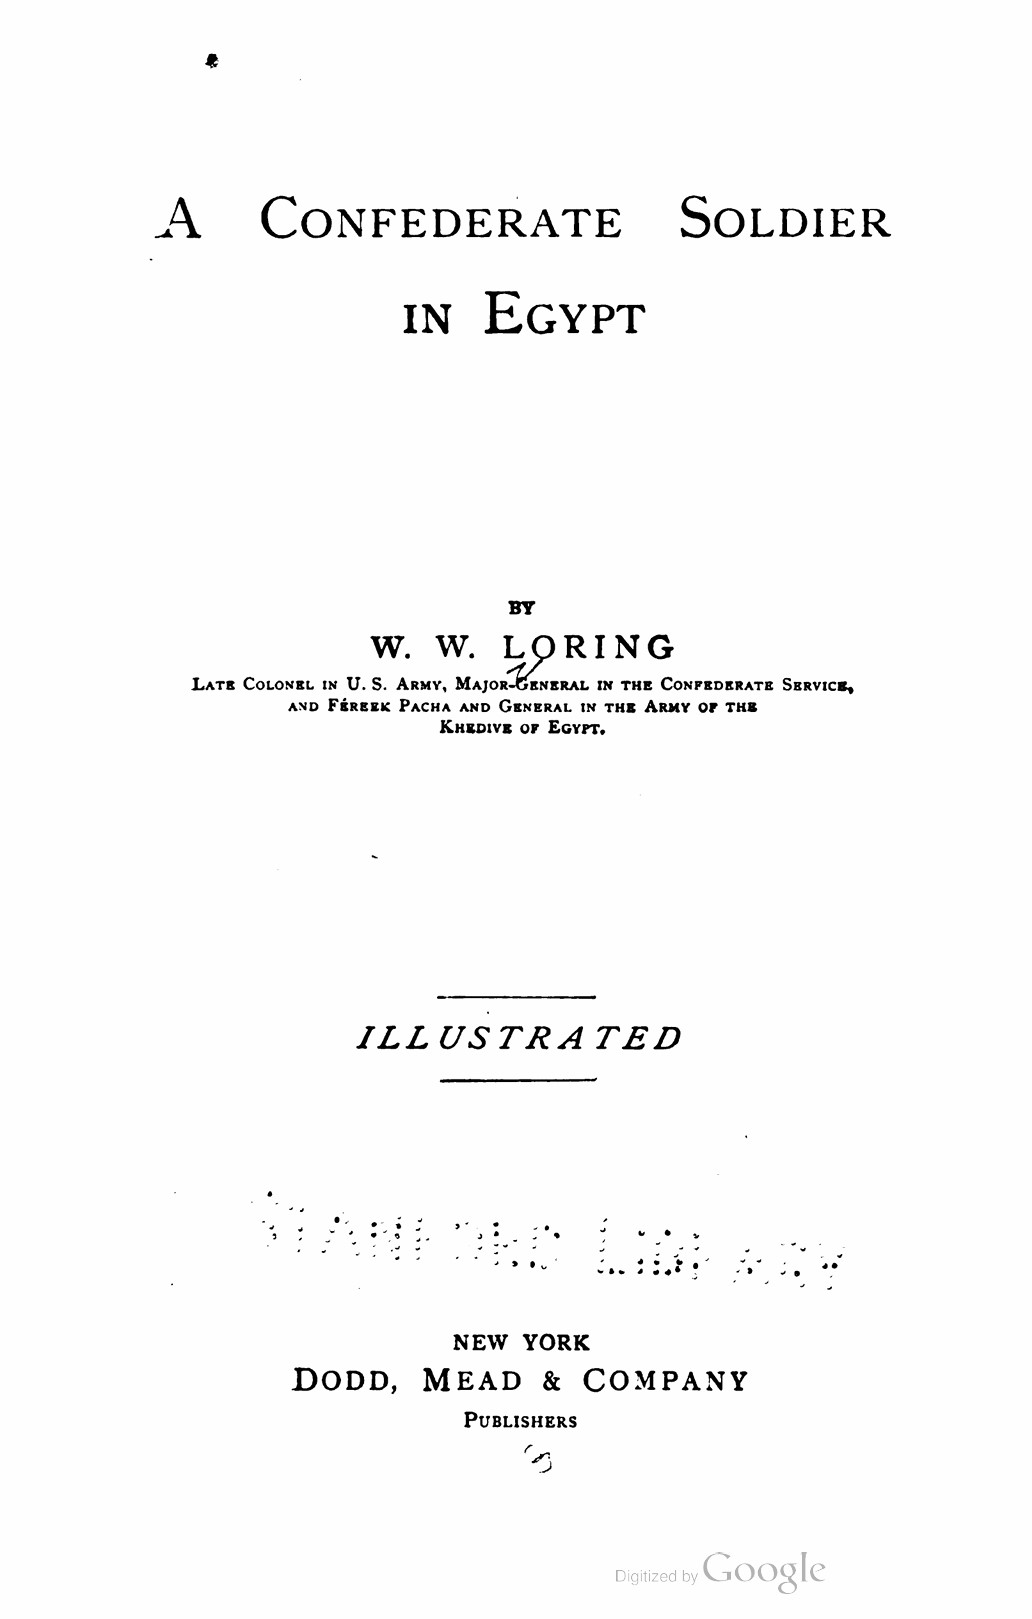 A Confederate Soldier
in Egypt
BY
W. W. LORING
Late Colonel in U. S. Army, Major-General in the Confederate Service,
and Féreek Pacha and General in the Army of the
Khedive of Egypt.
ILLUSTRATED
STANFORD LIBRARY
NEW YORK
Dodd, Mead & Company
Publishers
Digitized by Google